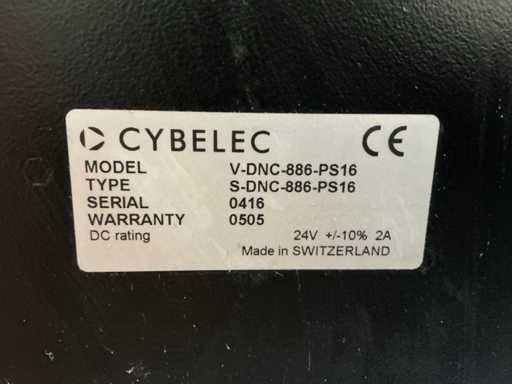 CYBELEC CE
MODEL V-DNC-886-PS16
TYPE S-DNC-886-PS16
SERIAL 0416
WARRANTY 0505
DC rating 24V +/-10% 2A
Made in SWITZERLAND